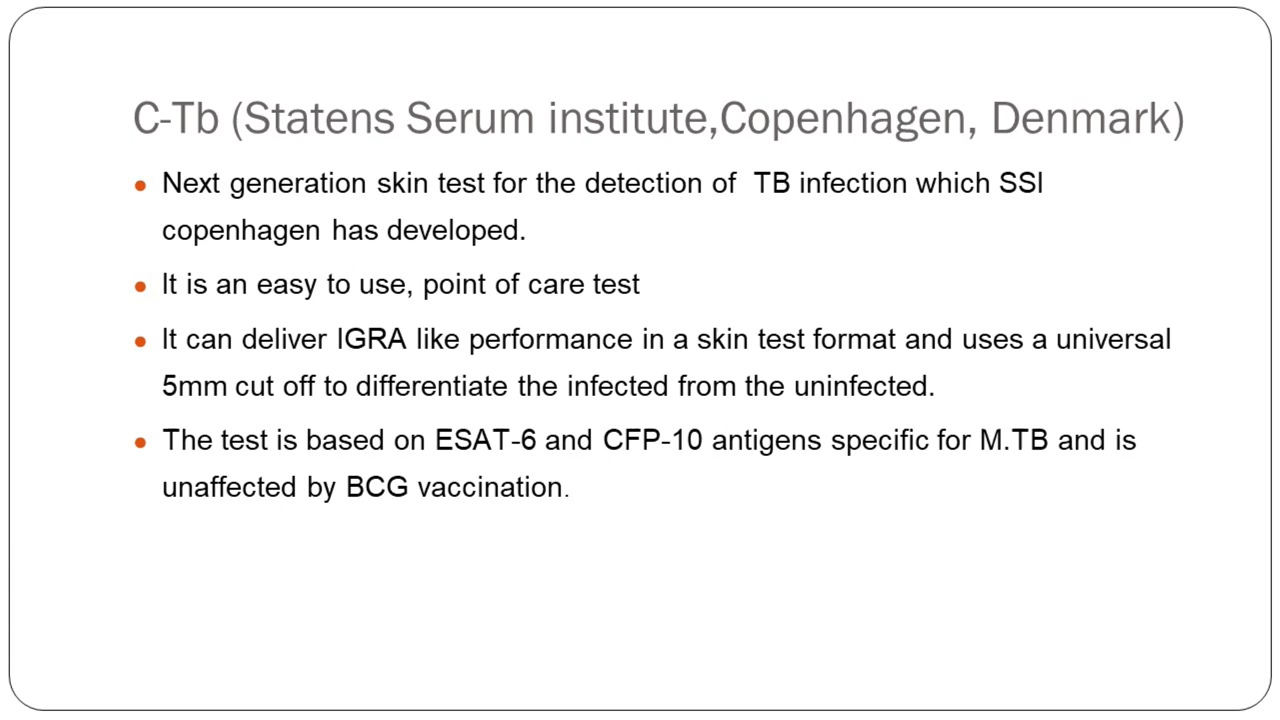 C-Tb (Statens Serum institute,Copenhagen, Denmark)
Next generation skin test for the detection of TB infection which SSI
copenhagen has developed.
It is an easy to use, point of care test
It can deliver IGRA like performance in a skin test format and uses a universal
5mm cut off to differentiate the infected from the uninfected.
The test is based on ESAT-6 and CFP-10 antigens specific for M.TB and is
unaffected by BCG vaccination.